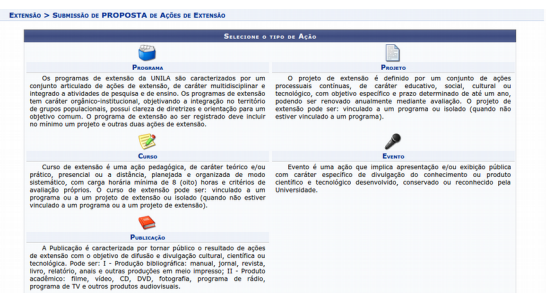 Extensão > Submissão de PROPOSTA de Ações de Extensão
Selecione o tipo de Ação
Programa
Os programas de extensão da UNILA são caracterizados por um
conjunto articulado de ações de extensão, de caráter multidisciplinar e
integrado a atividades de pesquisa e de ensino. Os programas de extensão
tem caráter orgânico-institucional, objetivando a integração no território
de grupos populacionais, possui clareza de diretrizes e orientação para um
objetivo comum. O programa de extensão ao ser registrado deve incluir
no mínimo um projeto e outras duas ações de extensão.
Projeto
O projeto de extensão é definido por um conjunto de ações
processuais contínuas, de caráter educativo, social, cultural ou
tecnológico, com objetivo específico e prazo determinado de até um ano,
podendo ser renovado anualmente mediante avaliação. O projeto de
extensão pode ser: vinculado a um programa ou isolado (quando não
estiver vinculado a um programa).
Curso
Curso de extensão é uma ação pedagógica, de caráter teórico e/ou
prático, presencial ou a distância, planejada e organizada de modo
sistemático, com carga horária mínima de 8 (oito) horas e critérios de
avaliação próprios. O curso de extensão pode ser: vinculado a um
programa ou a um projeto de extensão ou isolado (quando não estiver
vinculado a um programa ou a um projeto de extensão).
Evento
Evento é uma ação que implica apresentação e/ou exibição pública
com caráter específico de divulgação do conhecimento ou produto
científico e tecnológico desenvolvido, conservado ou reconhecido pela
Universidade.
Publicação
A Publicação é caracterizada por tornar público o resultado de ações
de extensão com o objetivo de difusão e divulgação cultural, científica ou
tecnológica. Pode ser: I - Produção bibliográfica: manual, jornal, revista,
livro, relatório, anais e outras produções em meio impresso; II - Produto
acadêmico: filme, vídeo, CD, DVD, fotografia, programa de rádio,
programa de TV e outros produtos audiovisuais.